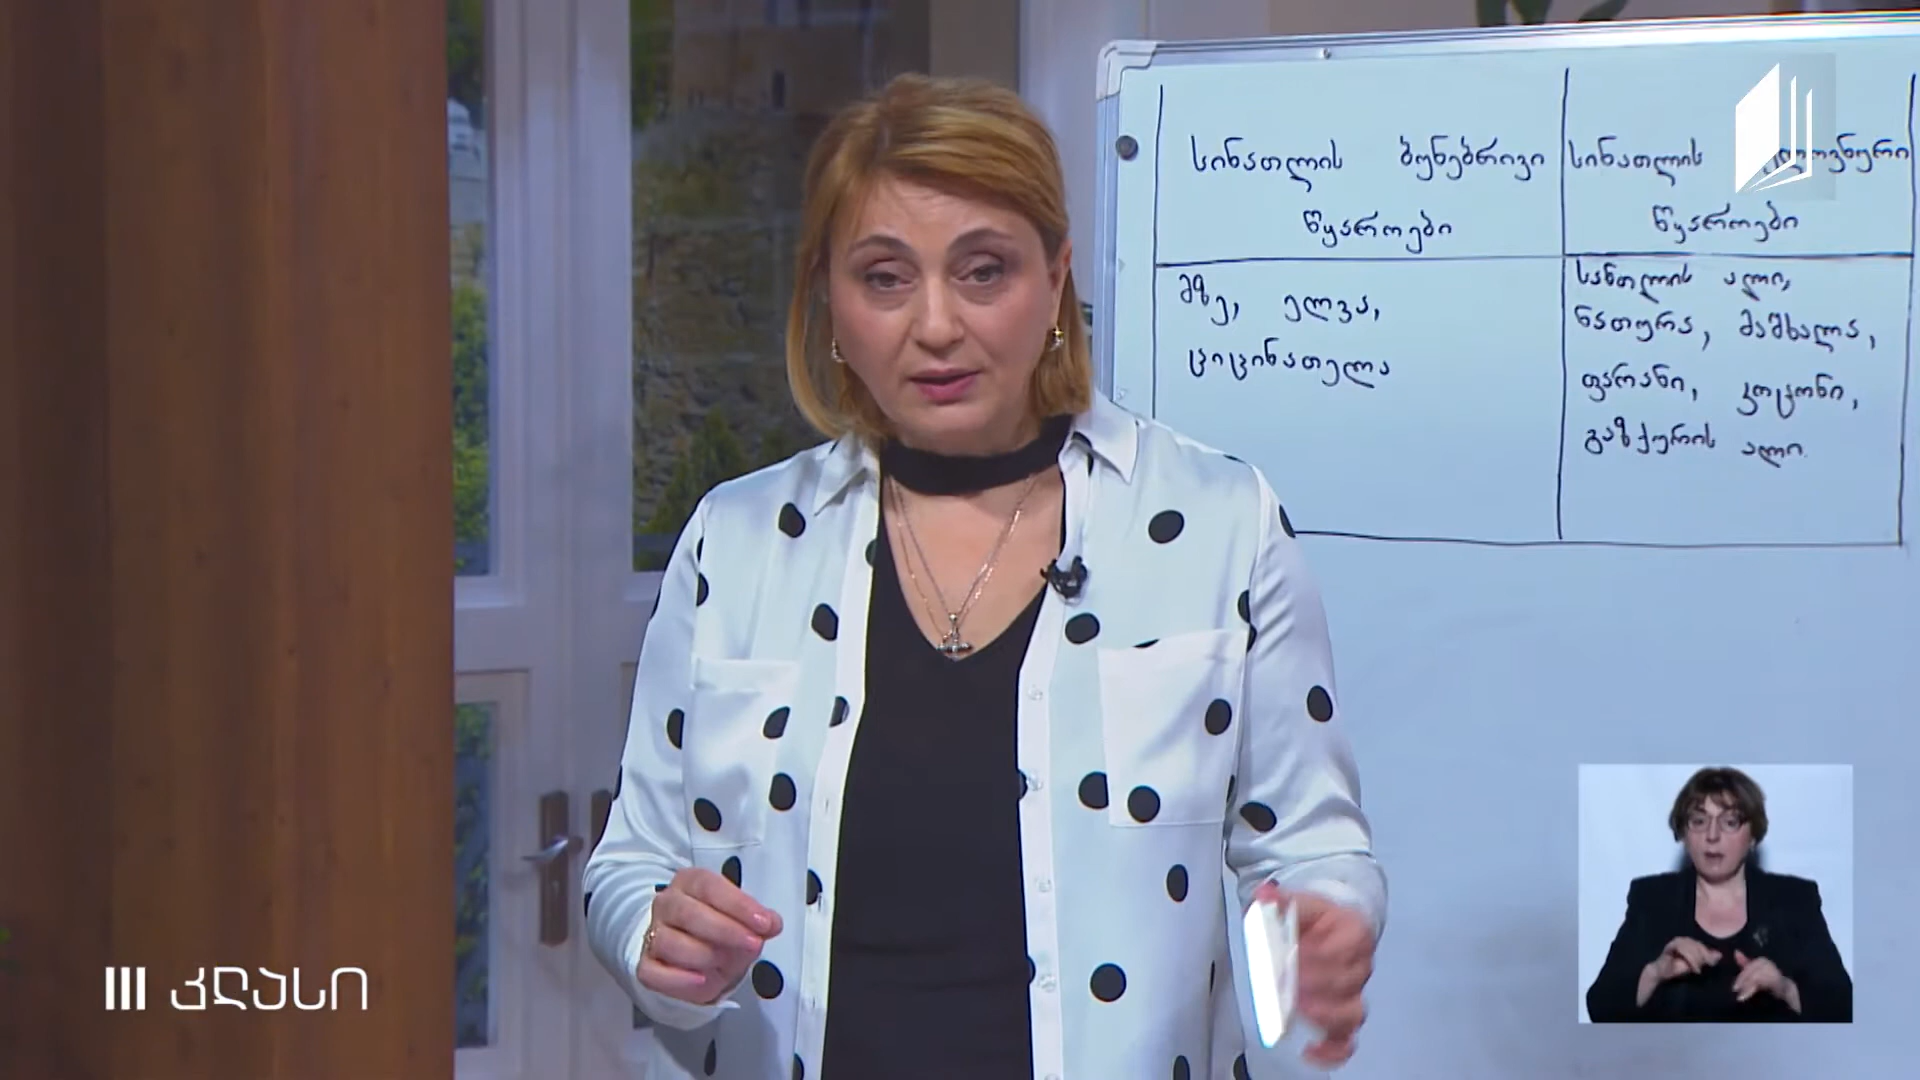 სინათლის ბუნებრივი
წყაროები
მზე, ელვა,
ციცინათელა
სინათლის
წყაროები
სანთლის ალი,
ნათურა, მაშხალა,
ფარანი, კოცონი,
გაზქურის ალი.
III კლასი